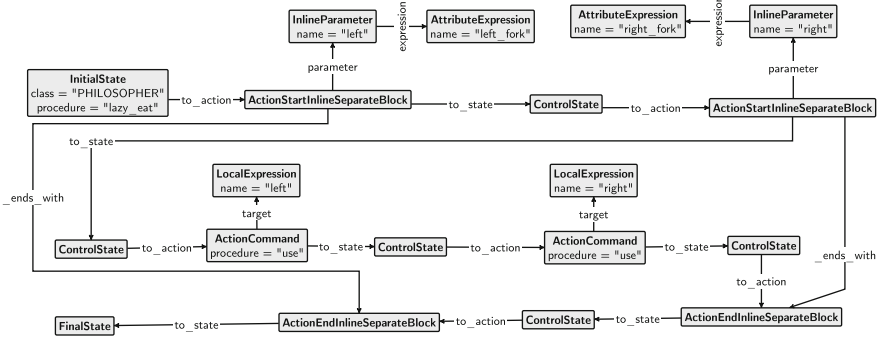 InlineParameter
name = "left"
expression
AttributeExpression
name = "left_fork"
AttributeExpression
name = "right_fork"
expression
InlineParameter
name = "right"
parameter
parameter
InitialState
class = "PHILOSOPHER"
procedure = "lazy_eat"
to_action
ActionStartInlineSeparateBlock
to_state
ControlState
to_action
ActionStartInlineSeparateBlock
to_state
_ends_with
LocalExpression
name = "left"
LocalExpression
name = "right"
target
target
ControlState
to_action
ActionCommand
procedure = "use"
to_state
ControlState
to_action
ActionCommand
procedure = "use"
to_state
ControlState
_ends_with
to_action
FinalState
to_state
ActionEndInlineSeparateBlock
to_action
ControlState
to_state
ActionEndInlineSeparateBlock